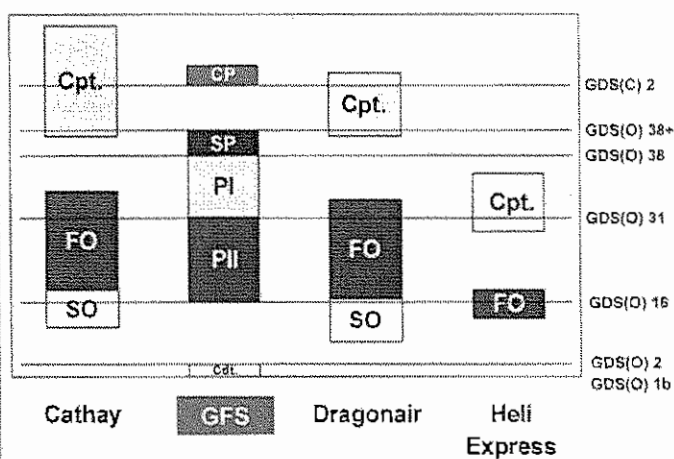 Cpt.
CP
Cpt.
GDS(C) 2
GDS(O) 38+
SP
GDS(O) 38
PI
Cpt.
GDS(O) 31
FO
PII
FO
SO
SO
FO
GDS(O) 16
GDS(O) 2
Cdt.
GDS(O) 1b
Cathay
GFS
Dragonair
Heli
Express